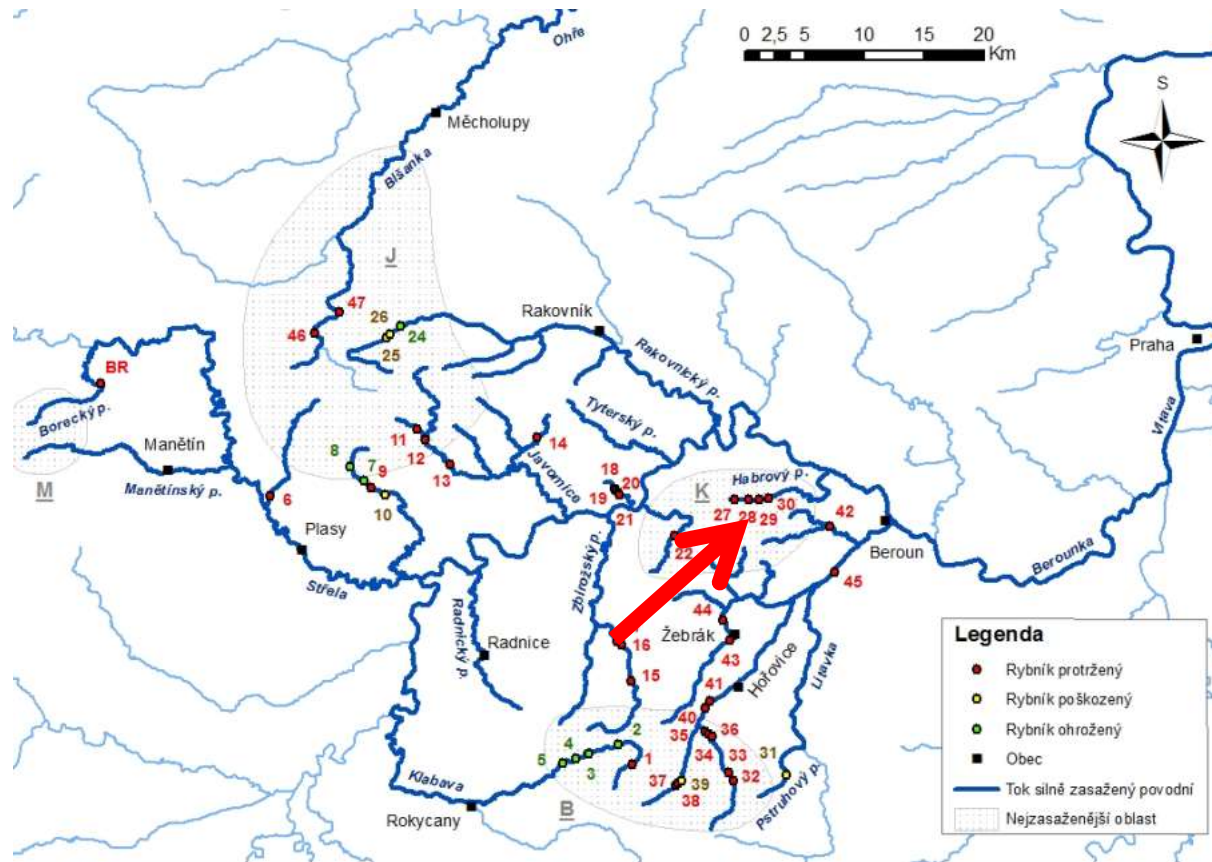 Ohře
0 2,5 5 10 15 20
Km
S
Měcholupy
Blšanka
J
47
46
26
24
25
Rakovník
Rakovnický p.
Praha
BR
Borecký p.
Manětín
Manětínský p.
M
Tyterský p.
8
7
9
10
11
12
13
14
Javornice
18
20
19
21
6
Plasy
Střela
K
Habrový p.
27
28
29
30
42
22
Beroun
Berounka
Vltava
45
Zbirožský p.
Radnický p.
Radnice
16
15
44
Žebrák
43
Hořovice
Litavka
41
40
36
35
34
33
32
31
5
4
3
2
1
37
39
38
B
Klabava
Rokycany
Pstruhový p.
Legenda
Rybník protržený
Rybník poškozený
Rybník ohrožený
Obec
Tok silně zasažený povodní
Nejzasaženější oblast